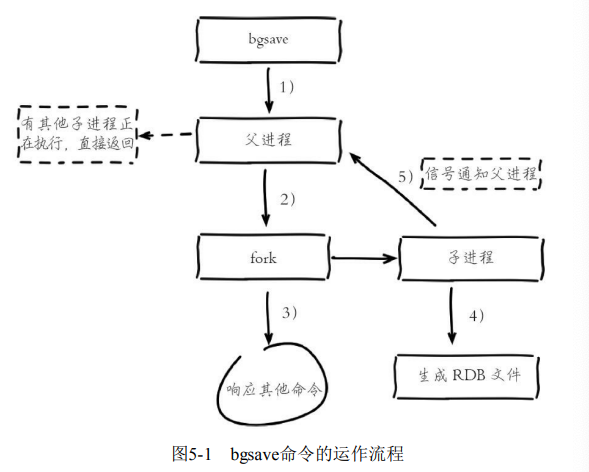 bgsave
1)
有其他子进程正
在执行，直接返回
父进程
5)
信号通知父进程
2)
fork
子进程
3)
4)
响应其他命令
生成 RDB 文件
图5-1 bgsave命令的运作流程